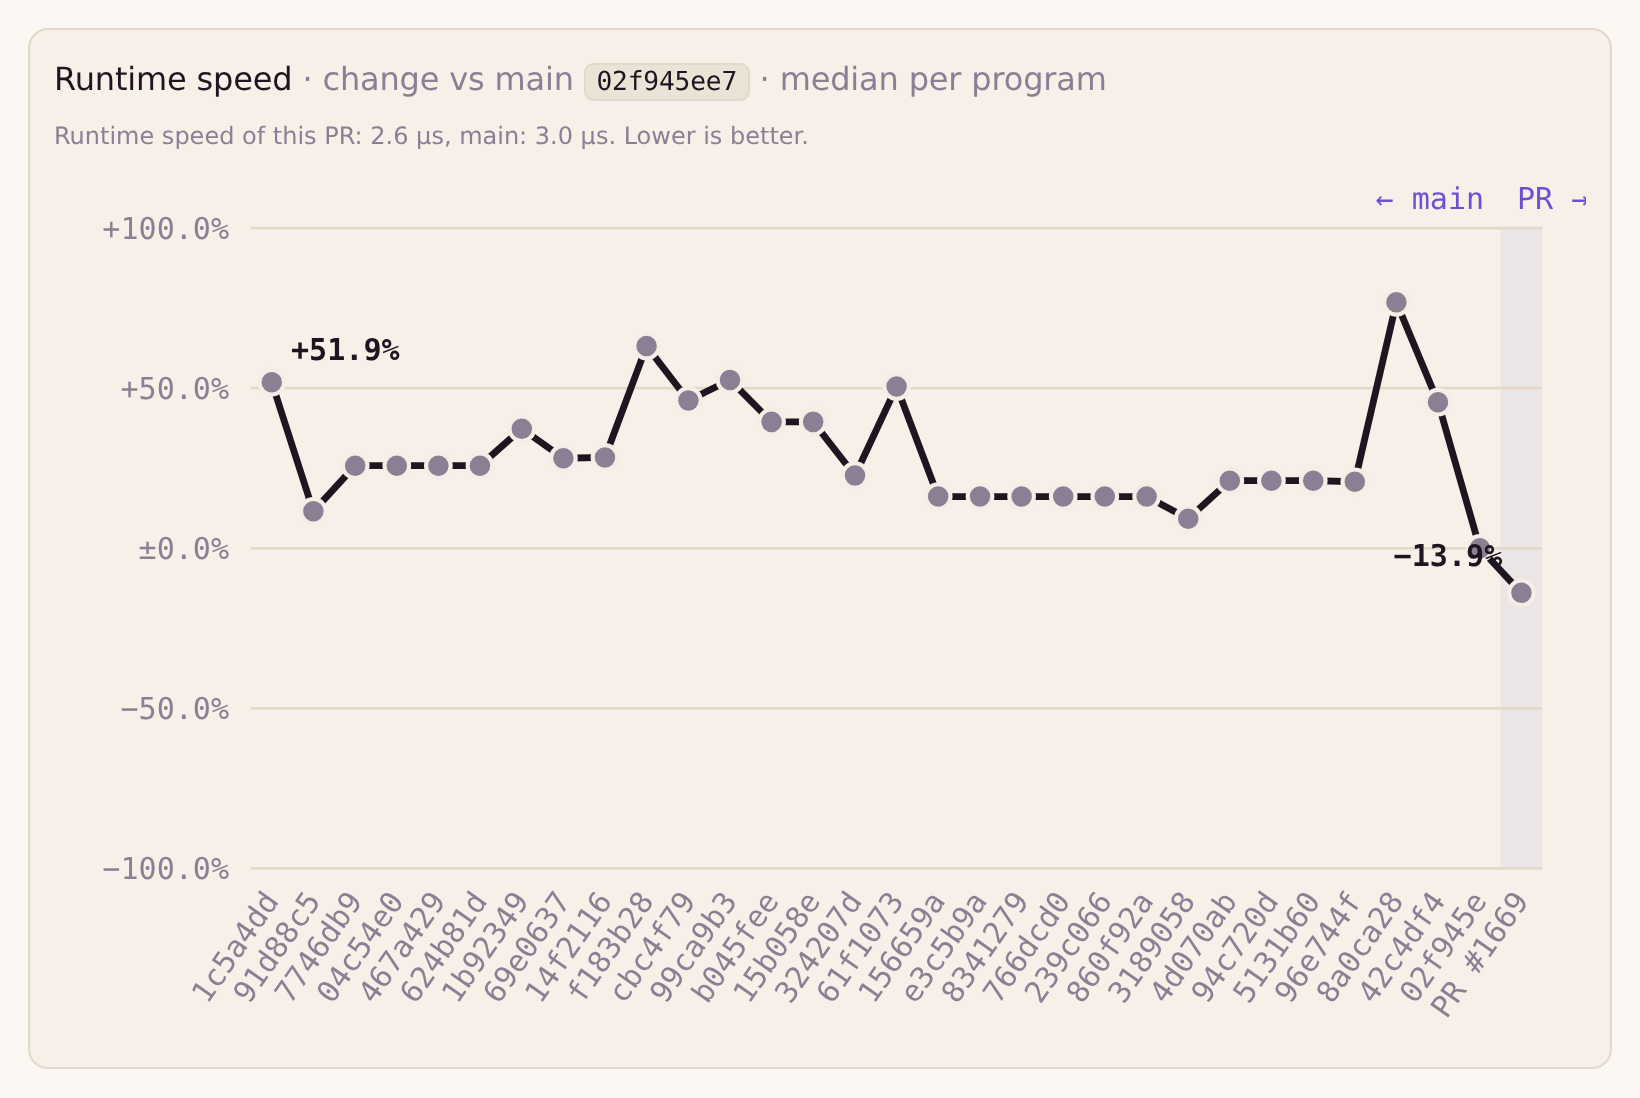 Runtime speed · change vs main 02f945ee7 · median per program
Runtime speed of this PR: 2.6 µs, main: 3.0 µs. Lower is better.
← main PR →
+100.0%
+51.9%
+50.0%
±0.0%
−13.9%
−50.0%
−100.0%
1c5a4dd
91d88c5
7746db9
04c54e0
467a429
624b81d
1b92349
69e0637
14f2116
f183b28
cbc4f79
99ca9b3
b045fee
15b058e
324207d
61f1073
156659a
e3c5b9a
8341279
766dcd0
239c066
860f92a
3189058
4d070ab
94c720d
5131b60
96e744f
8a0ca28
42c4df4
02f945e
PR #1669